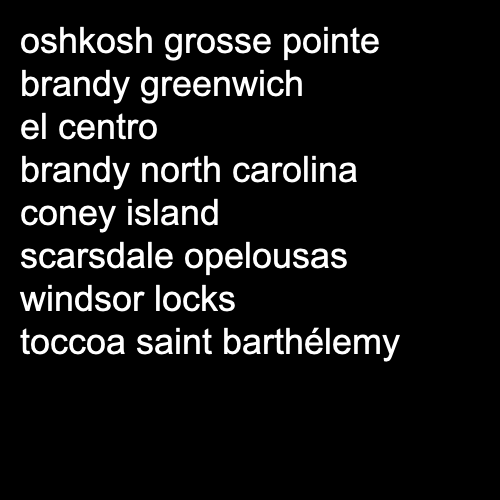 oshkosh grosse pointe
brandy greenwich
el centro
brandy north carolina
coney island
scarsdale opelousas
windsor locks
toccoa saint barthélemy